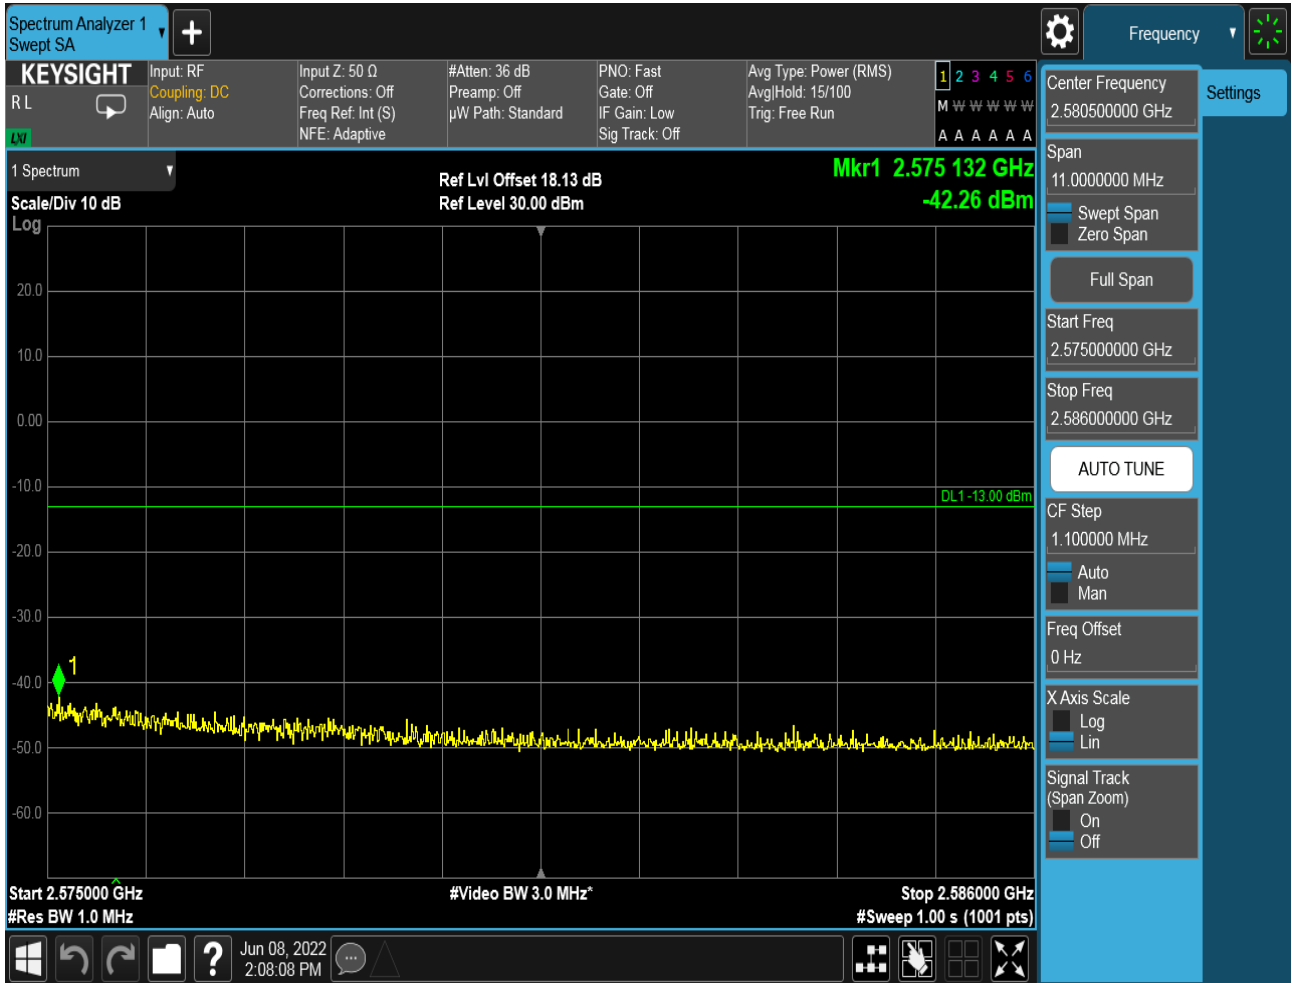 Spectrum Analyzer 1
Swept SA
Frequency
KEYSIGHT
R L
LXI
Input: RF
Coupling: DC
Align: Auto
Input Z: 50 Ω
Corrections: Off
Freq Ref: Int (S)
NFE: Adaptive
#Atten: 36 dB
Preamp: Off
µW Path: Standard
PNO: Fast
Gate: Off
IF Gain: Low
Sig Track: Off
Avg Type: Power (RMS)
Avg|Hold: 15/100
Trig: Free Run
1 2 3 4 5 6
M W W W W W
A A A A A A
1 Spectrum
Scale/Div 10 dB
Log
Ref Lvl Offset 18.13 dB
Ref Level 30.00 dBm
Mkr1 2.575 132 GHz
-42.26 dBm
20.0
10.0
0.00
-10.0
DL1 -13.00 dBm
-20.0
-30.0
1
-40.0
-50.0
-60.0
Start 2.575000 GHz
#Res BW 1.0 MHz
#Video BW 3.0 MHz*
Stop 2.586000 GHz
#Sweep 1.00 s (1001 pts)
Jun 08, 2022
2:08:08 PM
Center Frequency
2.580500000 GHz
Settings
Span
11.0000000 MHz
Swept Span
Zero Span
Full Span
Start Freq
2.575000000 GHz
Stop Freq
2.586000000 GHz
AUTO TUNE
CF Step
1.100000 MHz
Auto
Man
Freq Offset
0 Hz
X Axis Scale
Log
Lin
Signal Track
(Span Zoom)
On
Off